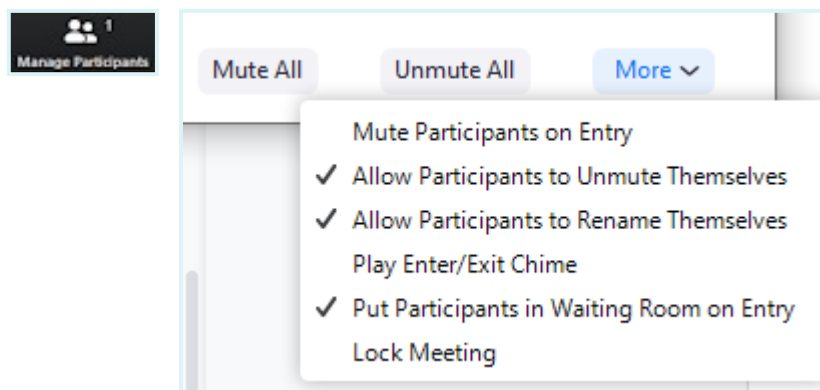 1
Manage Participants
Mute All Unmute All More
Mute Participants on Entry
Allow Participants to Unmute Themselves
Allow Participants to Rename Themselves
Play Enter/Exit Chime
Put Participants in Waiting Room on Entry
Lock Meeting